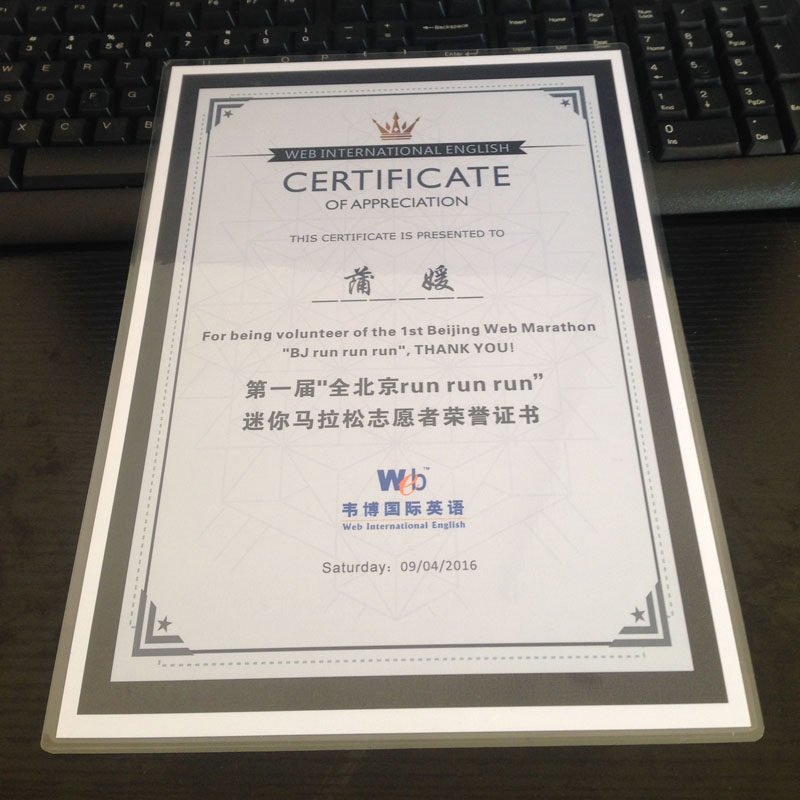 WEB INTERNATIONAL ENGLISH
CERTIFICATE
OF APPRECIATION
THIS CERTIFICATE IS PRESENTED TO
蒲 媛
For being volunteer of the 1st Beijing Web Marathon
"BJ run run run", THANK YOU!
第一届"全北京run run run”
迷你马拉松志愿者荣誉证书
Web™
韦博国际英语
Web International English
Saturday: 09/04/2016